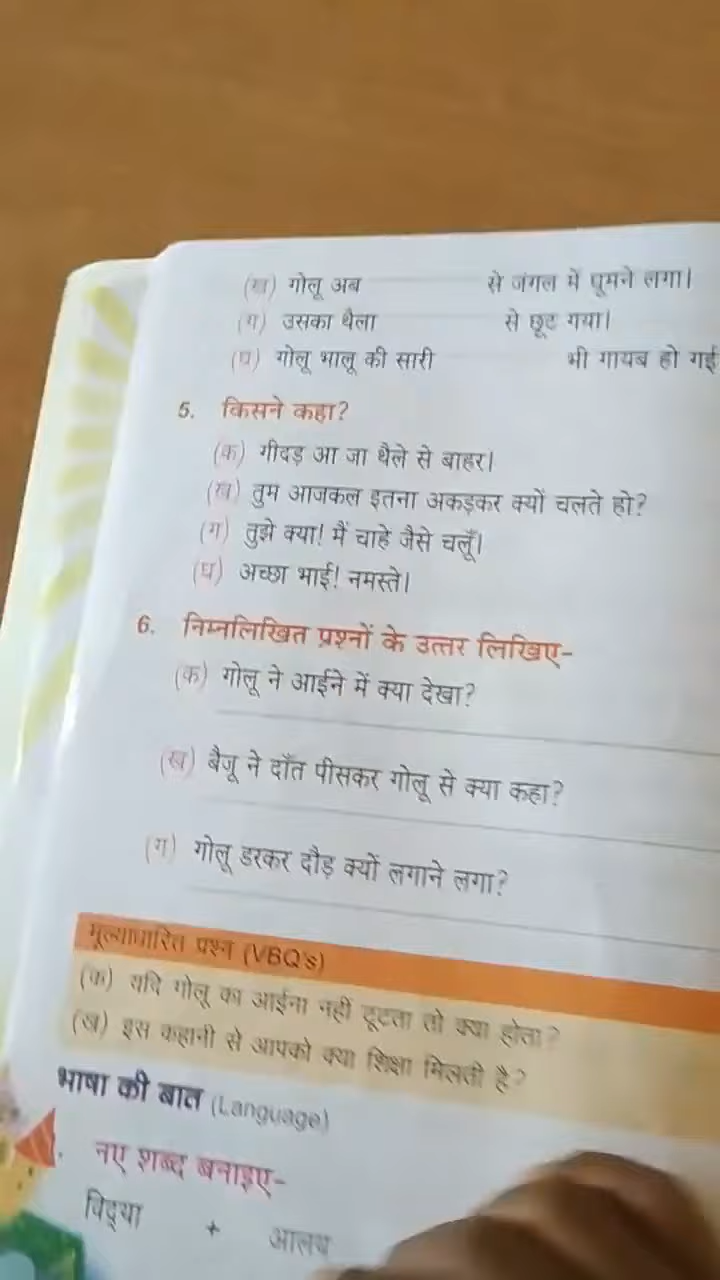 (ख) गोलू अब से जंगल में घूमने लगा।
(ग) उसका थैला से छूट गया।
(घ) गोलू भालू की सारी भी गायब हो गई
5. किसने कहा?
(क) गीदड़ आ जा थैले से बाहर।
(ख) तुम आजकल इतना अकड़कर क्यों चलते हो?
(ग) तुझे क्या! मैं चाहे जैसे चलूँ।
(घ) अच्छा भाई! नमस्ते।
6. निम्नलिखित प्रश्नों के उत्तर लिखिए-
(क) गोलू ने आईने में क्या देखा?
(ख) बैजू ने दाँत पीसकर गोलू से क्या कहा?
(ग) गोलू डरकर दौड़ क्यों लगाने लगा?
मूल्याधारित प्रश्न (VBQ's)
(क) यदि गोलू का आईना नहीं टूटता तो क्या होता?
(ख) इस कहानी से आपको क्या शिक्षा मिलती है?
भाषा की बात (Language)
नए शब्द बनाइए-
विद्या + आलय